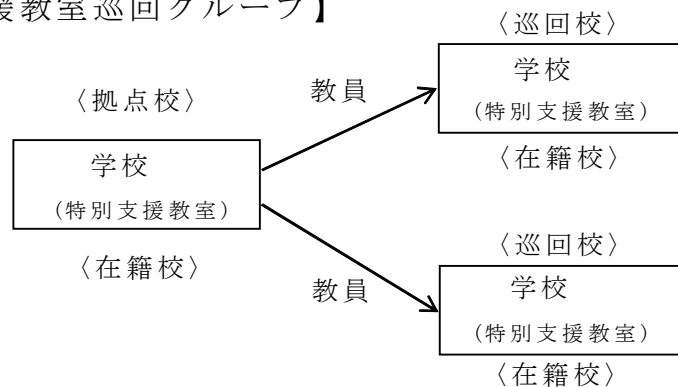 援教室巡回グループ】
〈拠点校〉
学校
（特別支援教室）
〈在籍校〉
教員
教員
〈巡回校〉
学校
（特別支援教室）
〈在籍校〉
〈巡回校〉
学校
（特別支援教室）
〈在籍校〉